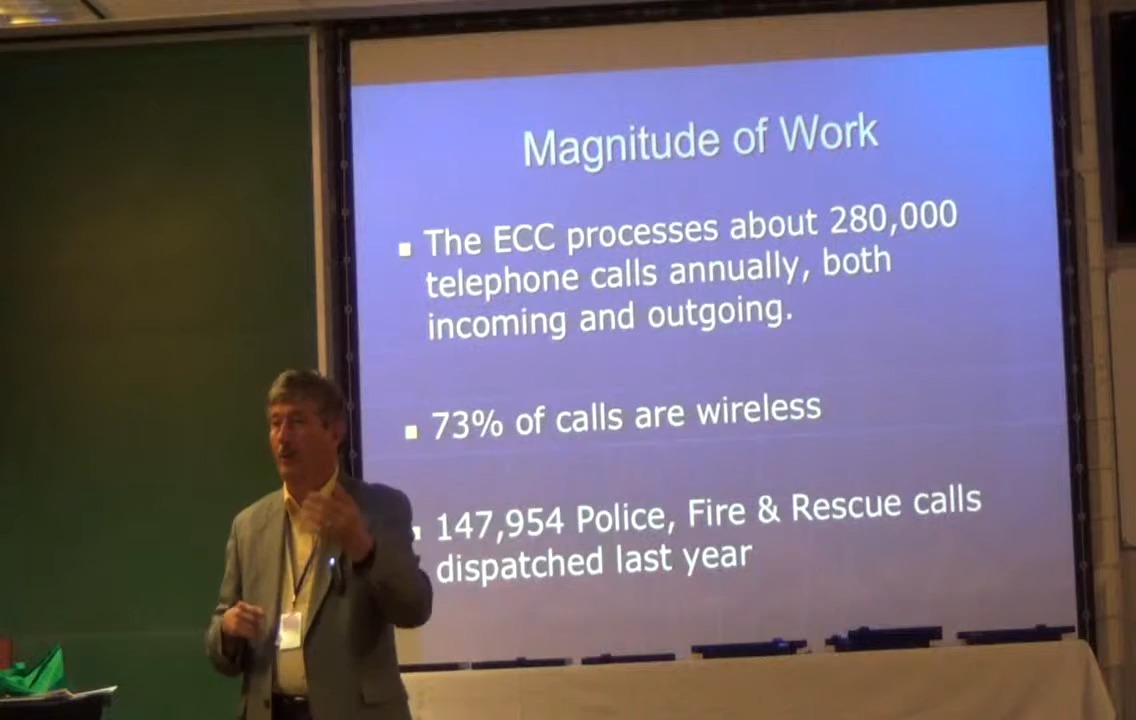 Magnitude of Work
The ECC processes about 280,000
telephone calls annually, both
incoming and outgoing.
73% of calls are wireless
147,954 Police, Fire & Rescue calls
dispatched last year